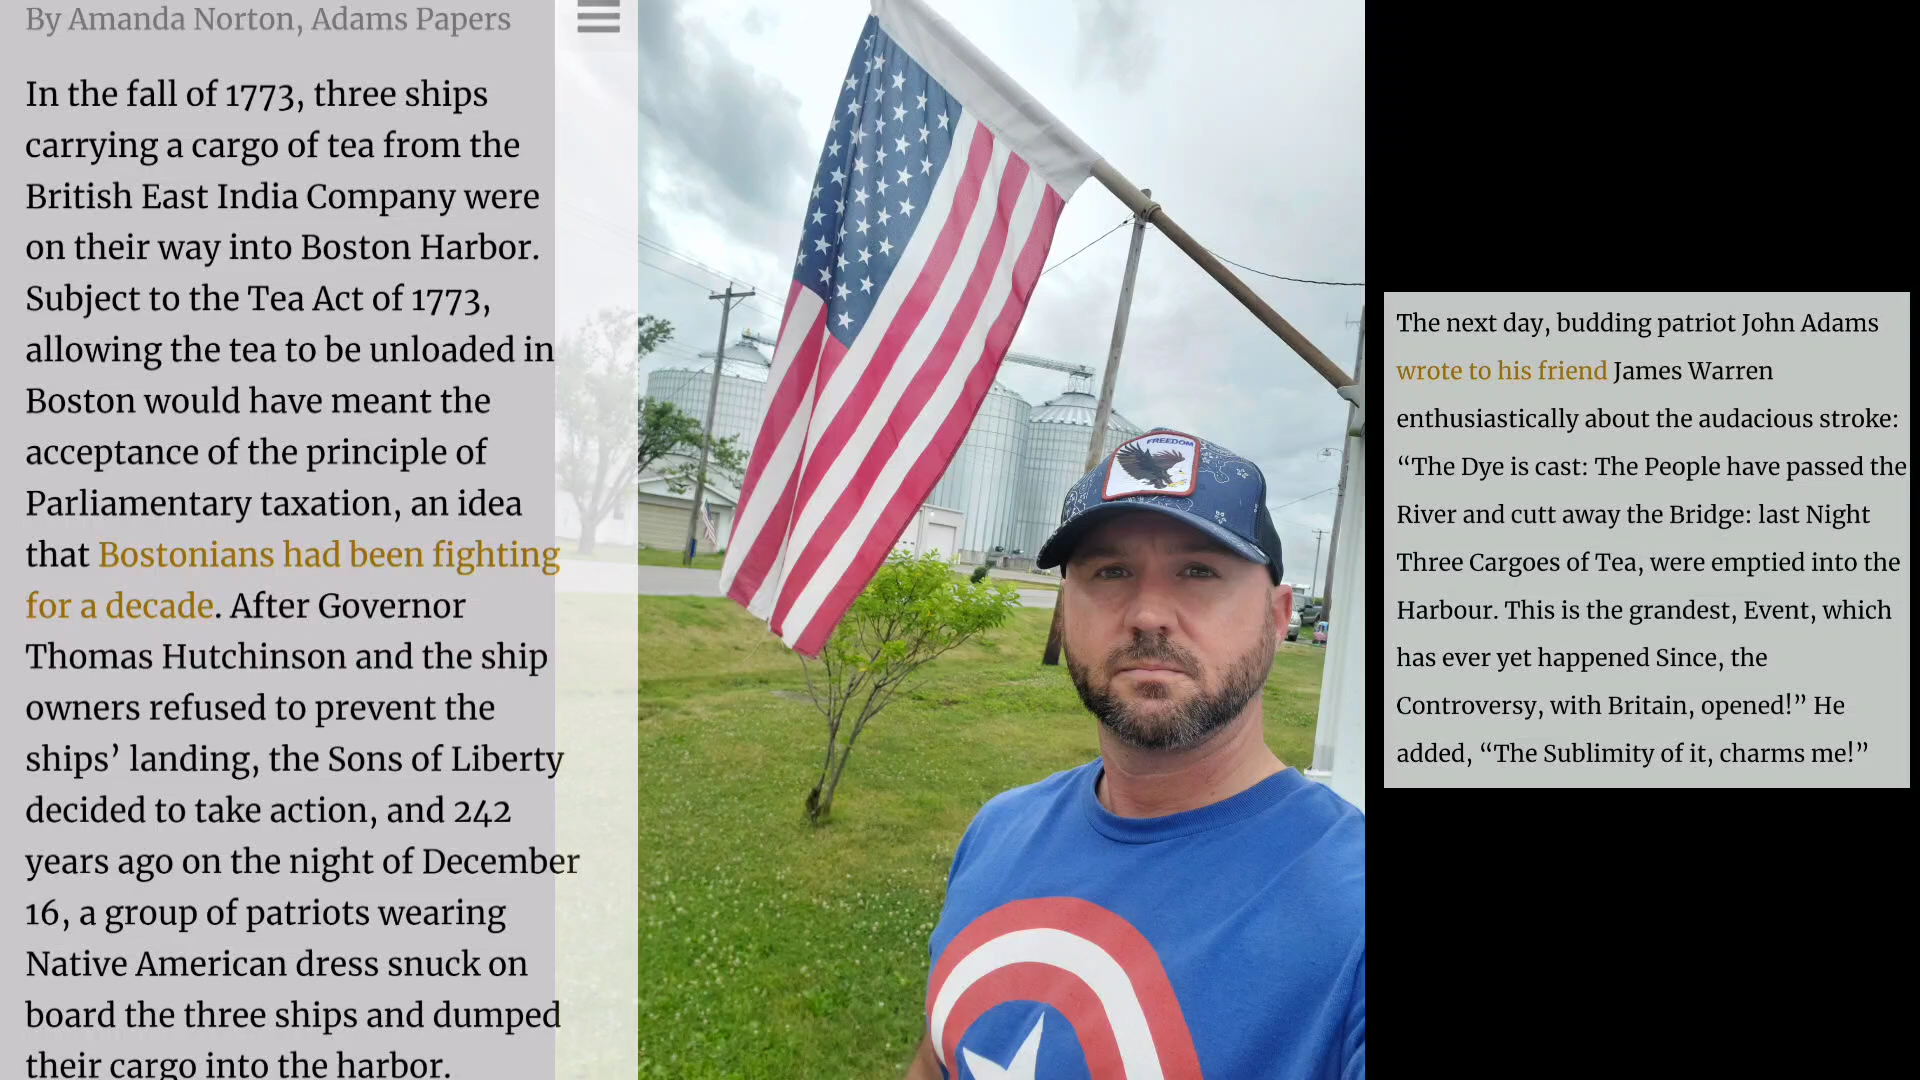 By Amanda Norton, Adams Papers
In the fall of 1773, three ships
carrying a cargo of tea from the
British East India Company were
on their way into Boston Harbor.
Subject to the Tea Act of 1773,
allowing the tea to be unloaded in
Boston would have meant the
acceptance of the principle of
Parliamentary taxation, an idea
that Bostonians had been fighting
for a decade. After Governor
Thomas Hutchinson and the ship
owners refused to prevent the
ships’ landing, the Sons of Liberty
decided to take action, and 242
years ago on the night of December
16, a group of patriots wearing
Native American dress snuck on
board the three ships and dumped
their cargo into the harbor.
FREEDOM
The next day, budding patriot John Adams
wrote to his friend James Warren
enthusiastically about the audacious stroke:
“The Dye is cast: The People have passed the
River and cutt away the Bridge: last Night
Three Cargoes of Tea, were emptied into the
Harbour. This is the grandest, Event, which
has ever yet happened Since, the
Controversy, with Britain, opened!” He
added, “The Sublimity of it, charms me!”